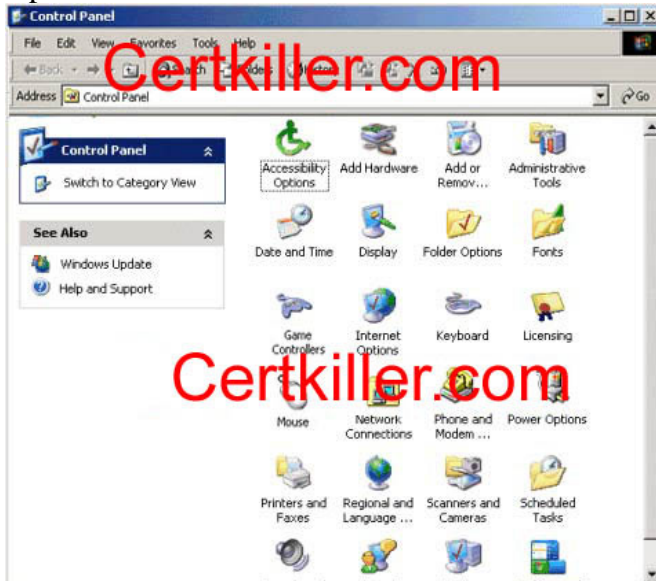 Control Panel
File Edit View Favorites Tools Help
Certkiller.com
Back Search Folders History
Address Control Panel Go
Control Panel
Switch to Category View
See Also
Windows Update
Help and Support
Accessibility Options
Add Hardware
Add or Remov...
Administrative Tools
Date and Time
Display
Folder Options
Fonts
Game Controllers
Internet Options
Keyboard
Licensing
Certkiller.com
Mouse
Network Connections
Phone and Modem ...
Power Options
Printers and Faxes
Regional and Language ...
Scanners and Cameras
Scheduled Tasks